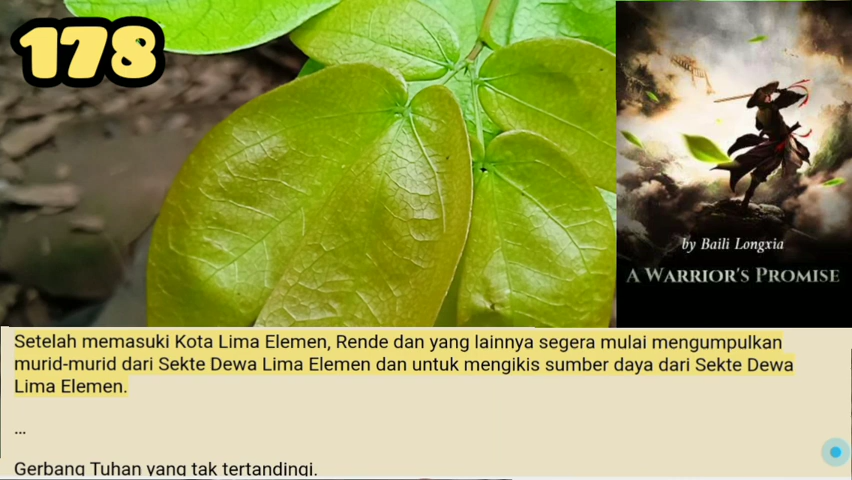 178
by Baili Longxia
A WARRIOR'S PROMISE
Setelah memasuki Kota Lima Elemen, Rende dan yang lainnya segera mulai mengumpulkan
murid-murid dari Sekte Dewa Lima Elemen dan untuk mengikis sumber daya dari Sekte Dewa
Lima Elemen.
...
Gerbang Tuhan yang tak tertandingi.